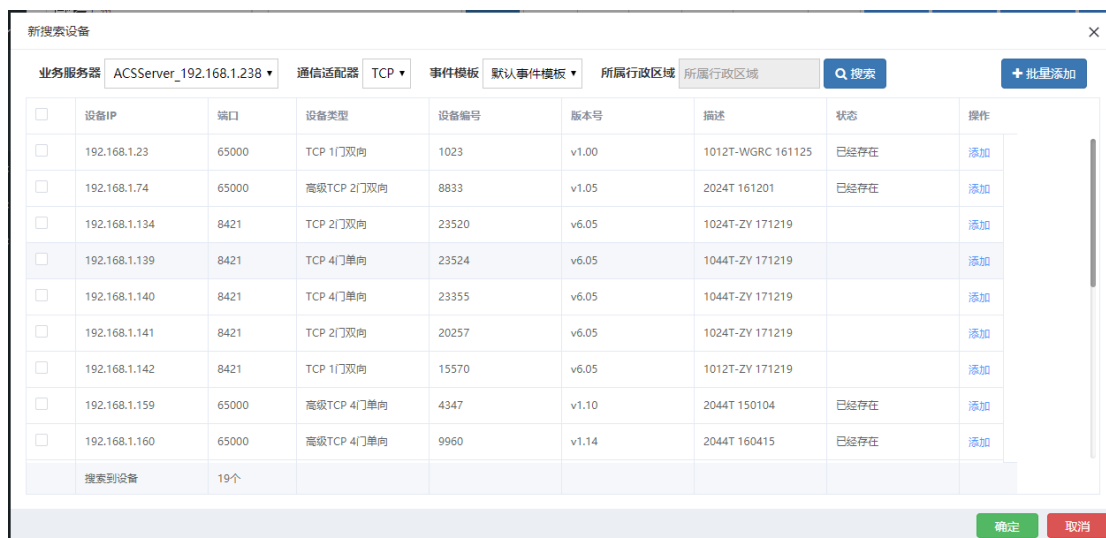 新搜索设备 ×
业务服务器 ACSServer_192.168.1.238 通信适配器 TCP 事件模板 默认事件模板 所属行政区域 所属行政区域 搜索 +批量添加
设备IP 端口 设备类型 设备编号 版本号 描述 状态 操作
192.168.1.23 65000 TCP 1门双向 1023 v1.00 1012T-WGRC 161125 已经存在 添加
192.168.1.74 65000 高级TCP 2门双向 8833 v1.05 2024T 161201 已经存在 添加
192.168.1.134 8421 TCP 2门双向 23520 v6.05 1024T-ZY 171219 添加
192.168.1.139 8421 TCP 4门单向 23524 v6.05 1044T-ZY 171219 添加
192.168.1.140 8421 TCP 4门单向 23355 v6.05 1044T-ZY 171219 添加
192.168.1.141 8421 TCP 2门双向 20257 v6.05 1024T-ZY 171219 添加
192.168.1.142 8421 TCP 1门双向 15570 v6.05 1012T-ZY 171219 添加
192.168.1.159 65000 高级TCP 4门单向 4347 v1.10 2044T 150104 已经存在 添加
192.168.1.160 65000 高级TCP 4门单向 9960 v1.14 2044T 160415 已经存在 添加
搜索到设备 19个
确定 取消